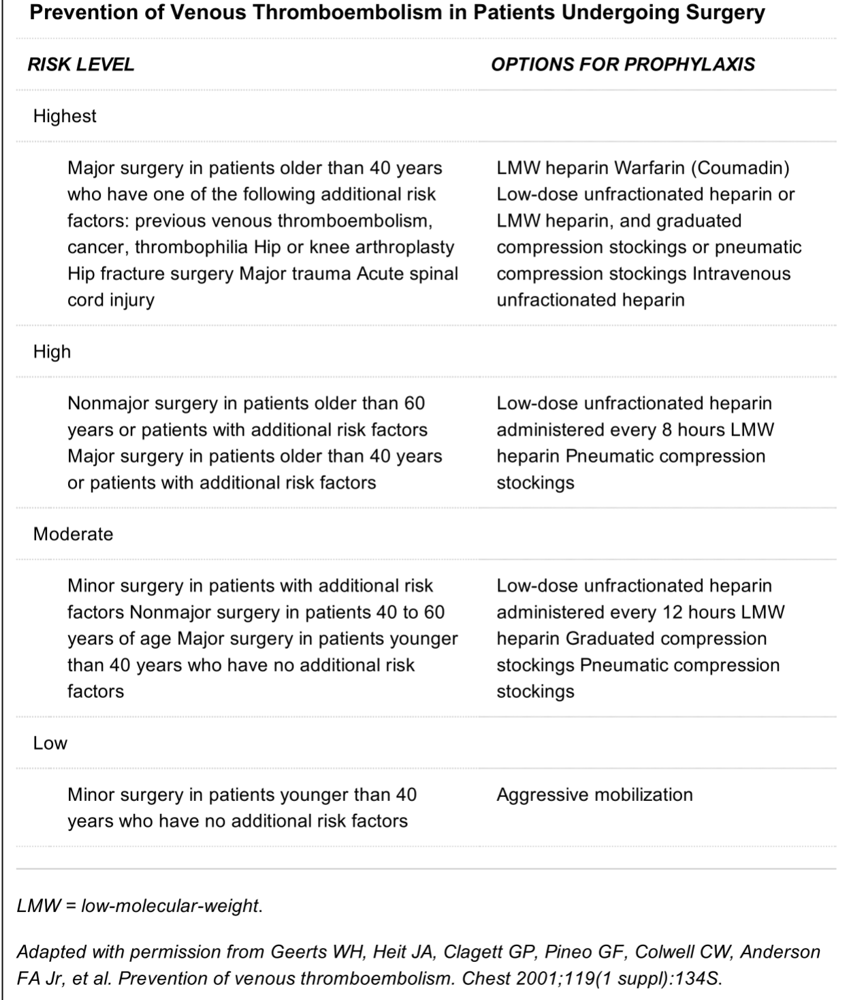 Prevention of Venous Thromboembolism in Patients Undergoing Surgery
RISK LEVEL
OPTIONS FOR PROPHYLAXIS
Highest
Major surgery in patients older than 40 years
who have one of the following additional risk
factors: previous venous thromboembolism,
cancer, thrombophilia Hip or knee arthroplasty
Hip fracture surgery Major trauma Acute spinal
cord injury
LMW heparin Warfarin (Coumadin)
Low-dose unfractionated heparin or
LMW heparin, and graduated
compression stockings or pneumatic
compression stockings Intravenous
unfractionated heparin
High
Nonmajor surgery in patients older than 60
years or patients with additional risk factors
Major surgery in patients older than 40 years
or patients with additional risk factors
Low-dose unfractionated heparin
administered every 8 hours LMW
heparin Pneumatic compression
stockings
Moderate
Minor surgery in patients with additional risk
factors Nonmajor surgery in patients 40 to 60
years of age Major surgery in patients younger
than 40 years who have no additional risk
factors
Low-dose unfractionated heparin
administered every 12 hours LMW
heparin Graduated compression
stockings Pneumatic compression
stockings
Low
Minor surgery in patients younger than 40
years who have no additional risk factors
Aggressive mobilization
LMW = low-molecular-weight.
Adapted with permission from Geerts WH, Heit JA, Clagett GP, Pineo GF, Colwell CW, Anderson
FA Jr, et al. Prevention of venous thromboembolism. Chest 2001;119(1 suppl):134S.